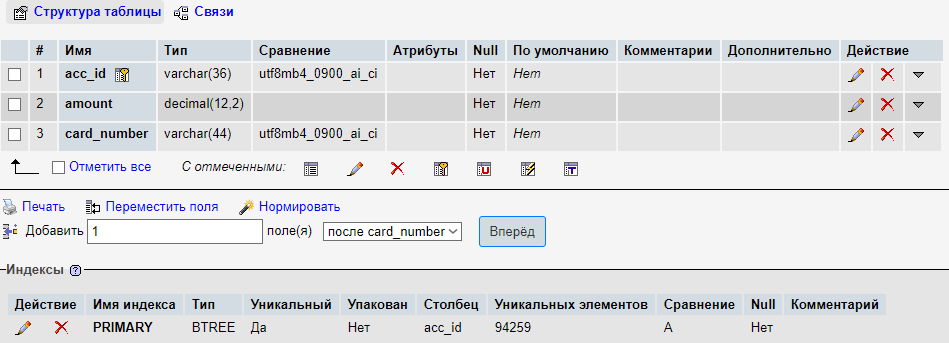 Структура таблицы Связи
# Имя Тип Сравнение Атрибуты Null По умолчанию Комментарии Дополнительно Действие
1 acc_id varchar(36) utf8mb4_0900_ai_ci Нет Нет
2 amount decimal(12,2) Нет Нет
3 card_number varchar(44) utf8mb4_0900_ai_ci Нет Нет
Отметить все С отмеченными:
Печать Переместить поля Нормировать
Добавить 1 поле(я) после card_number Вперёд
Индексы
Действие Имя индекса Тип Уникальный Упакован Столбец Уникальных элементов Сравнение Null Комментарий
PRIMARY BTREE Да Нет acc_id 94259 A Нет